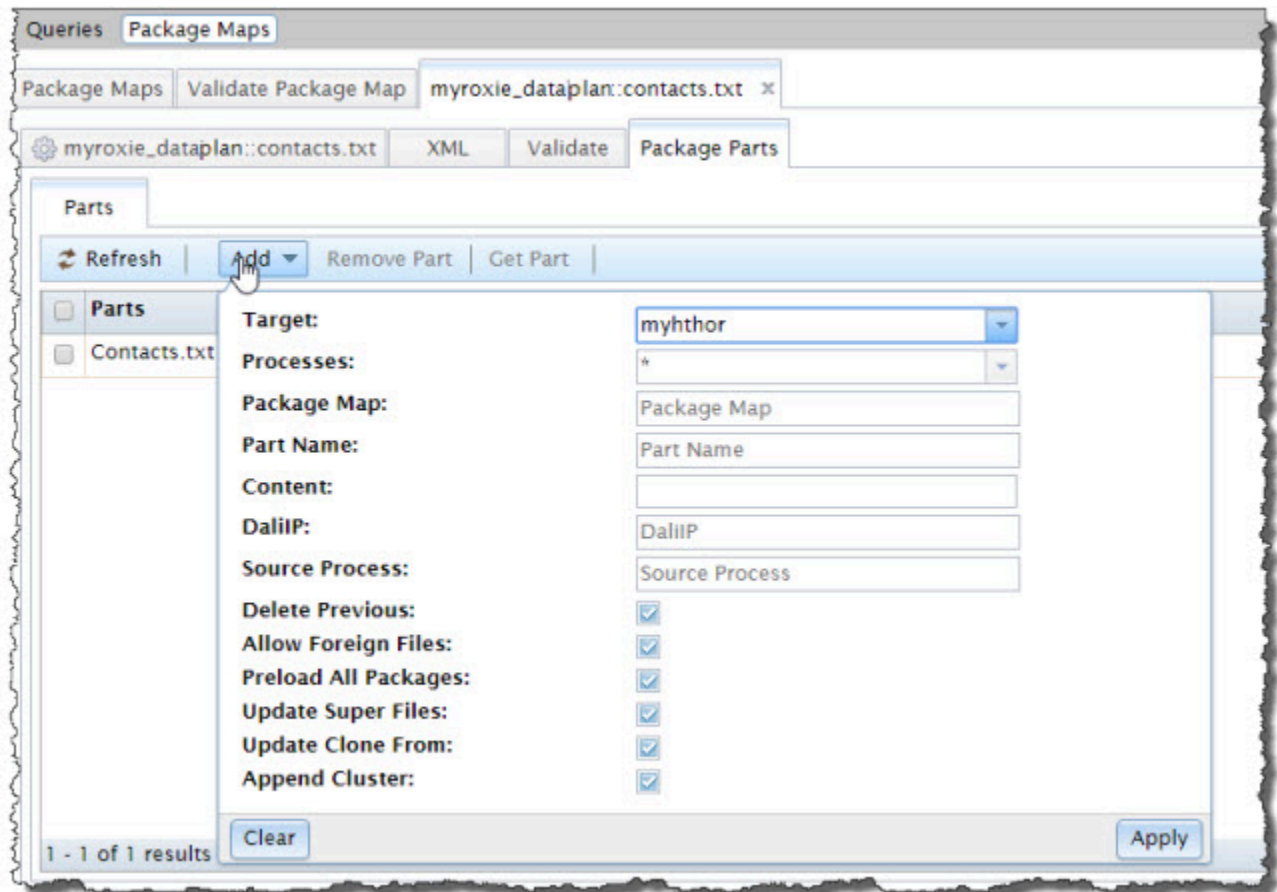 Queries Package Maps
Package Maps Validate Package Map myroxie_dataplan::contacts.txt x
myroxie_dataplan::contacts.txt XML Validate Package Parts
Parts
Refresh Add Remove Part Get Part
Parts
Contacts.txt
Target: myhthor
Processes: *
Package Map: Package Map
Part Name: Part Name
Content:
DaliIP: DaliIP
Source Process: Source Process
Delete Previous:
Allow Foreign Files:
Preload All Packages:
Update Super Files:
Update Clone From:
Append Cluster:
Clear Apply
1 - 1 of 1 results